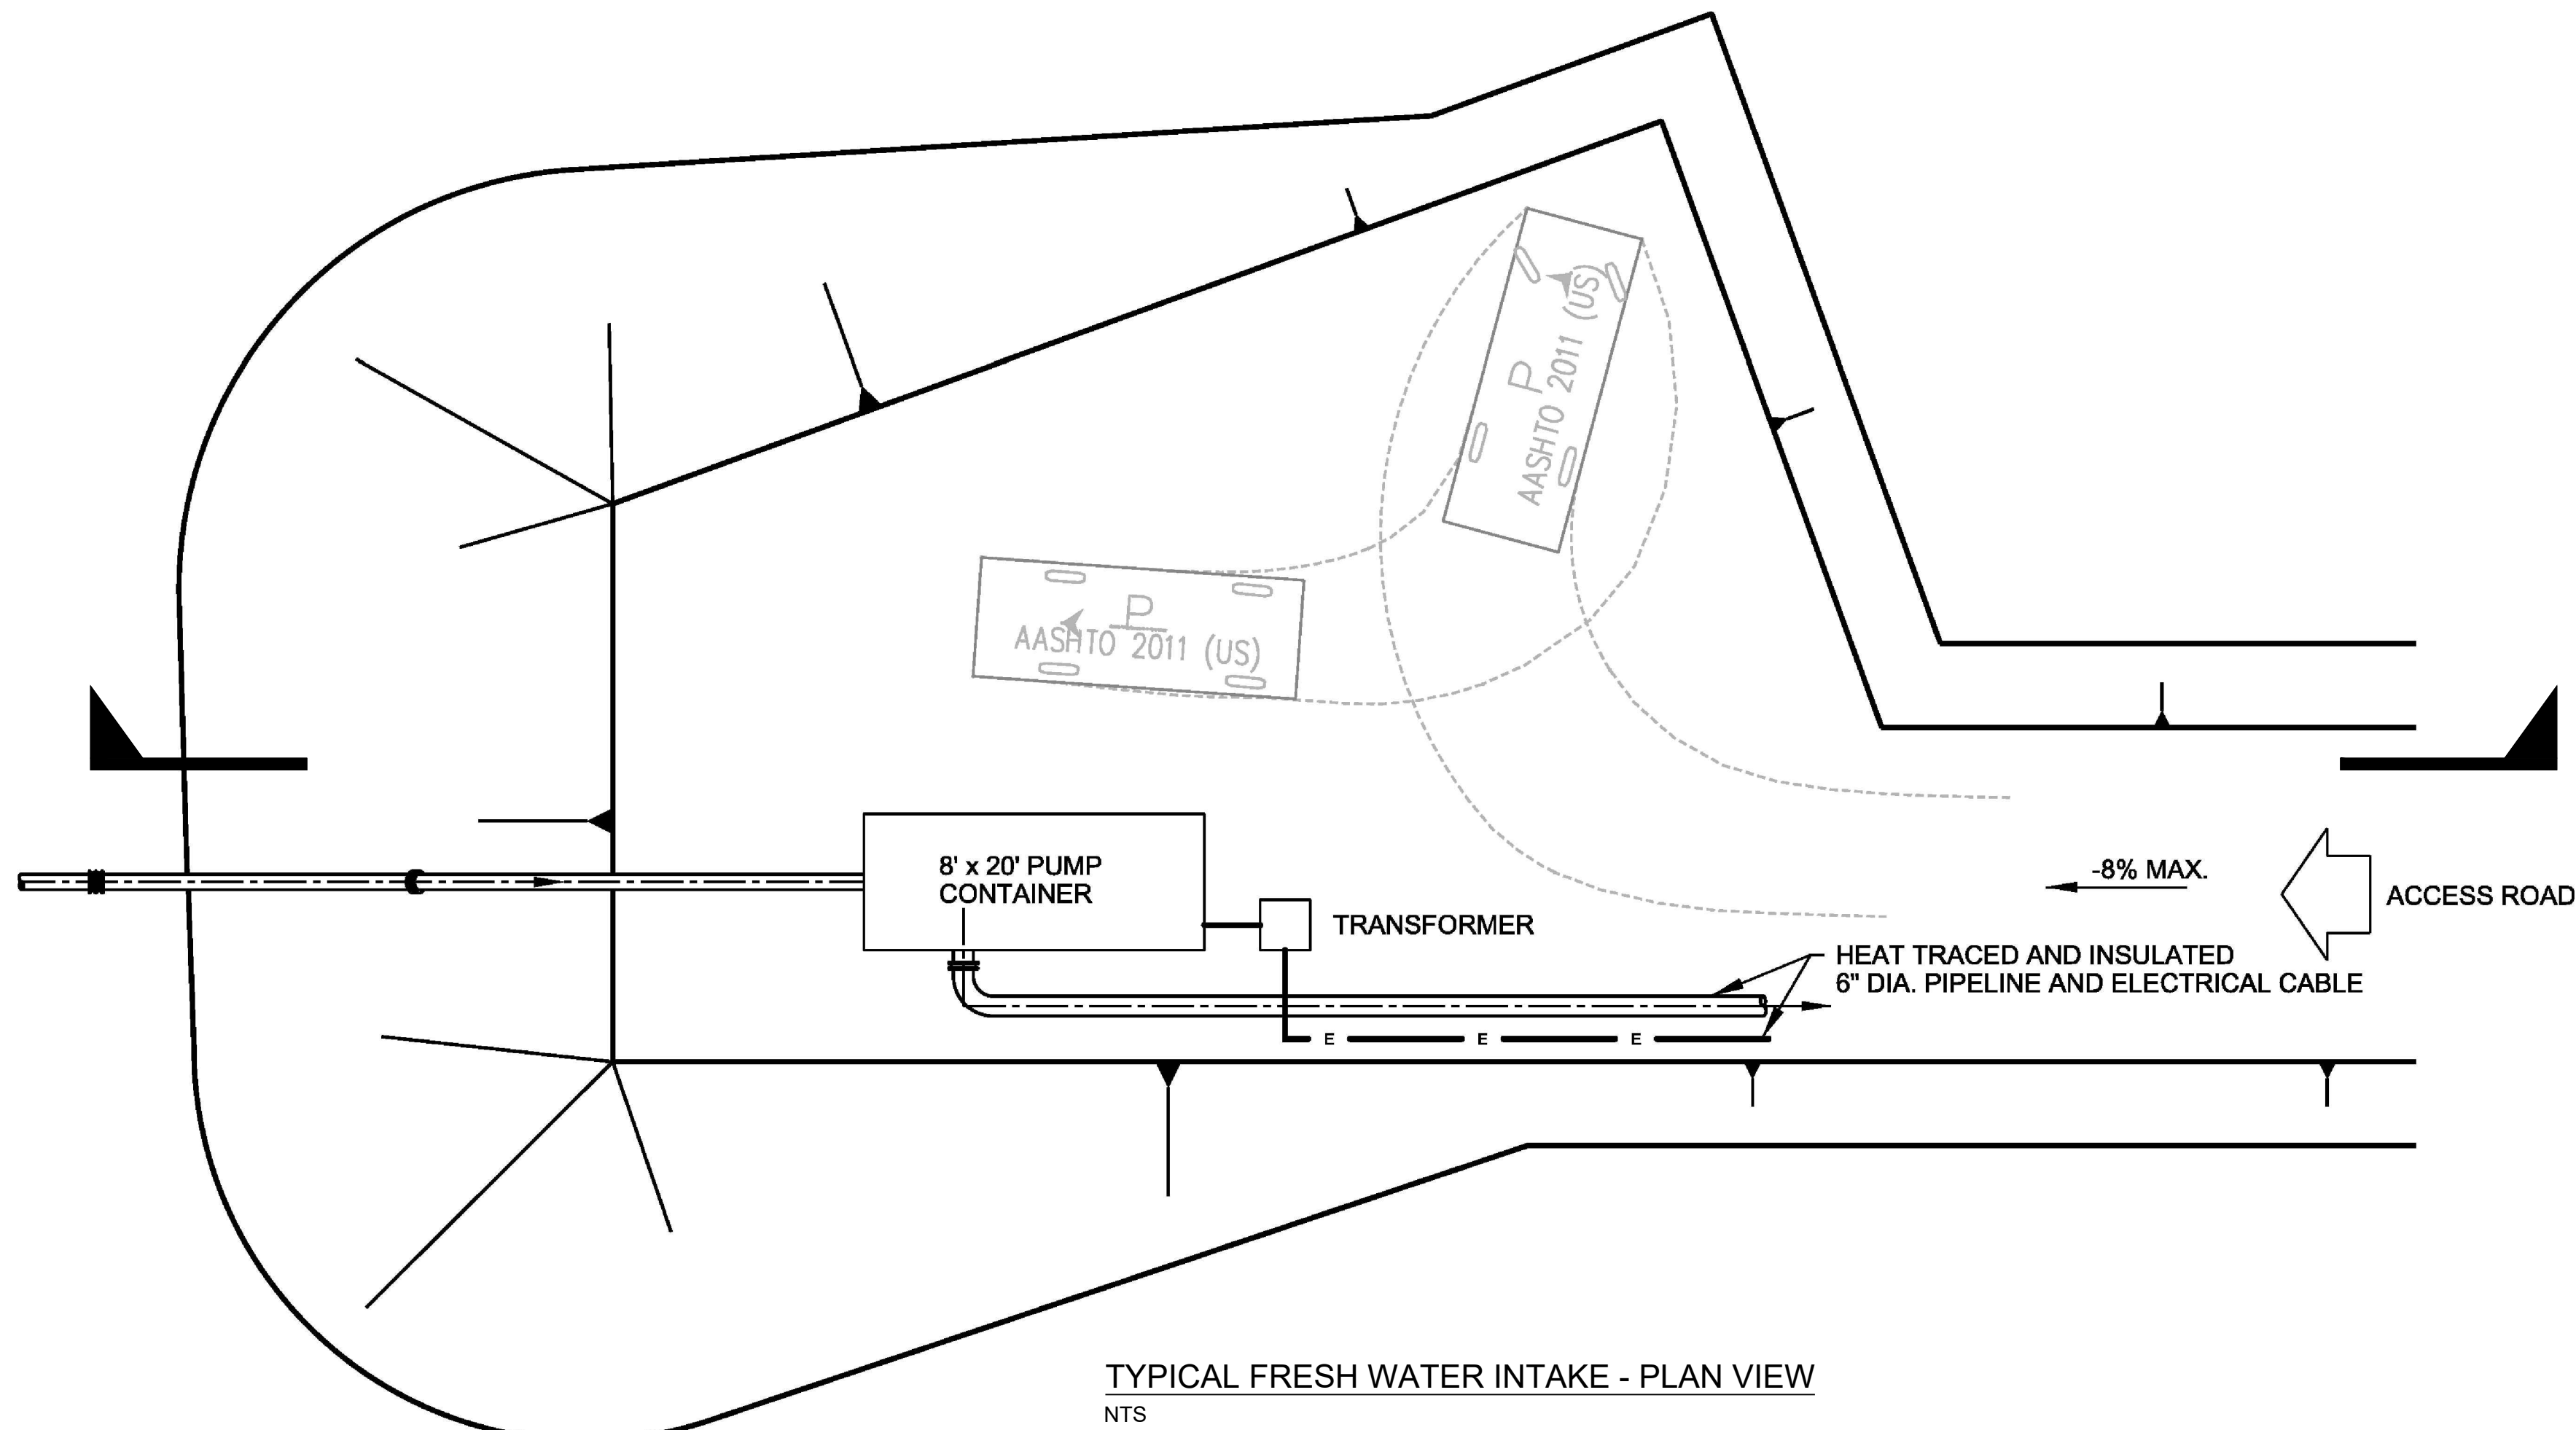 P
AASHTO 2011 (US)
P
AASHTO 2011 (US)
8' x 20' PUMP
CONTAINER
-8% MAX.
ACCESS ROAD
TRANSFORMER
HEAT TRACED AND INSULATED
6" DIA. PIPELINE AND ELECTRICAL CABLE
E E E
TYPICAL FRESH WATER INTAKE - PLAN VIEW
NTS